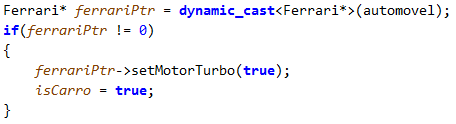 Ferrari* ferrariPtr = dynamic_cast<Ferrari*>(automovel);
if(ferrariPtr != 0)
{
    ferrariPtr->setMotorTurbo(true);
    isCarro = true;
}